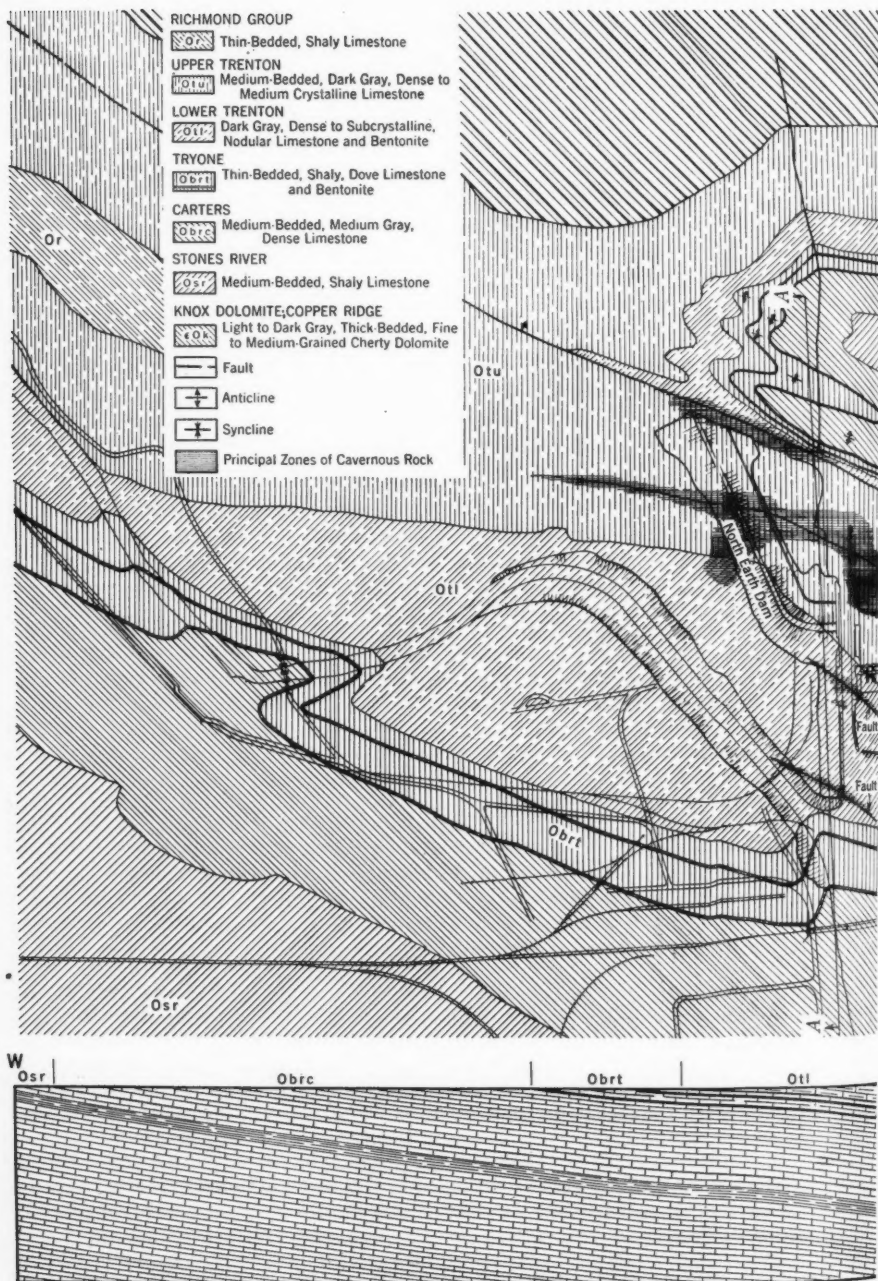 RICHMOND GROUP
Or Thin-Bedded, Shaly Limestone
UPPER TRENTON
Otu Medium-Bedded, Dark Gray, Dense to
Medium Crystalline Limestone
LOWER TRENTON
Otl Dark Gray, Dense to Subcrystalline,
Nodular Limestone and Bentonite
TRYONE
Obrt Thin-Bedded, Shaly, Dove Limestone
and Bentonite
CARTERS
Obrc Medium-Bedded, Medium Gray,
Dense Limestone
STONES RIVER
Osr Medium-Bedded, Shaly Limestone
KNOX DOLOMITE;COPPER RIDGE
€Ok Light to Dark Gray, Thick-Bedded, Fine
to Medium-Grained Cherty Dolomite
Fault
Anticline
Syncline
Principal Zones of Cavernous Rock
Or
A
Otu
North Earth Dam
Otl
Fault
Fault
Obrt
Osr
A
W
Osr Obrc Obrt Otl